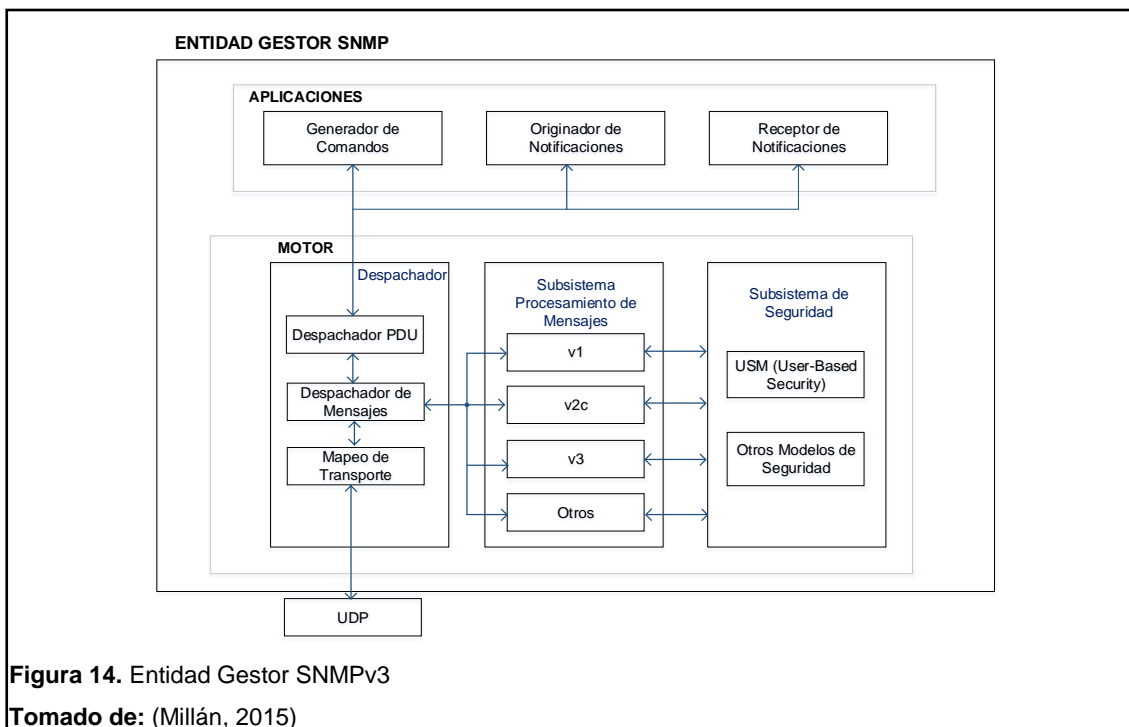 ENTIDAD GESTOR SNMP
APLICACIONES
Generador de
Comandos
Originador de
Notificaciones
Receptor de
Notificaciones
MOTOR
Despachador
Despachador PDU
Despachador de
Mensajes
Mapeo de
Transporte
Subsistema
Procesamiento de
Mensajes
v1
v2c
v3
Otros
Subsistema de
Seguridad
USM (User-Based
Security)
Otros Modelos de
Seguridad
UDP
Figura 14. Entidad Gestor SNMPv3
Tomado de: (Millán, 2015)